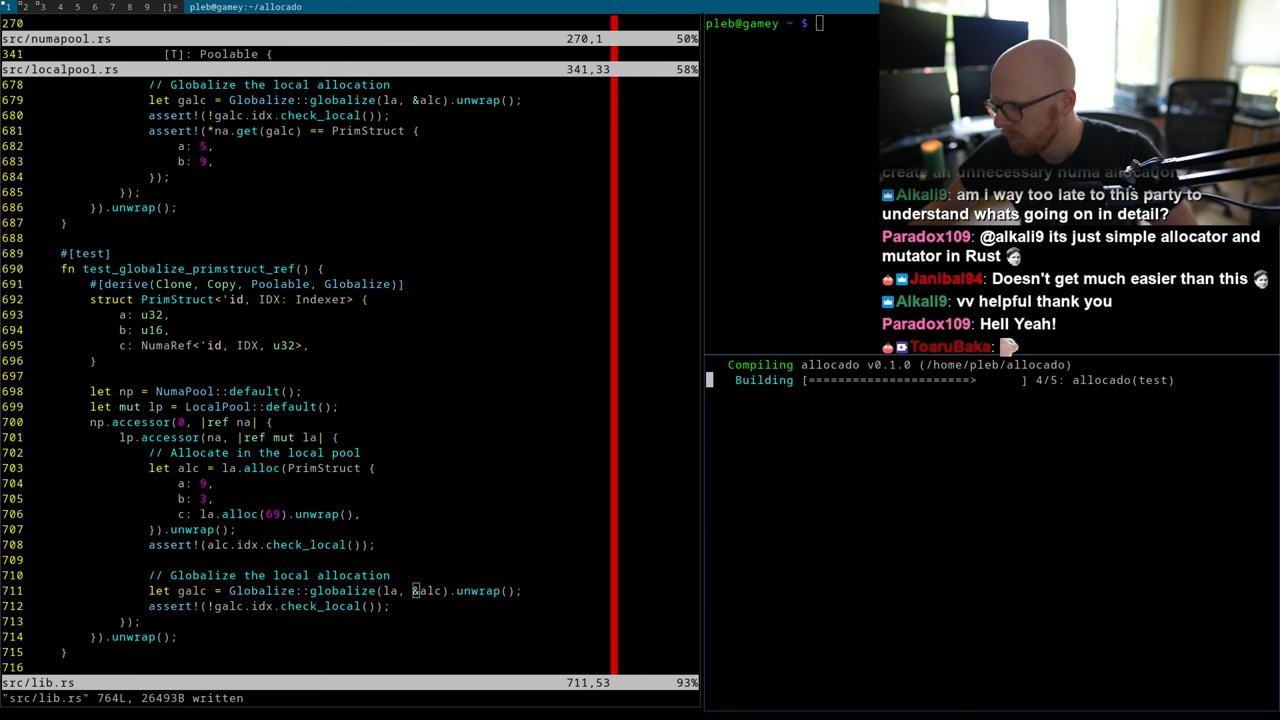 1 2 3 4 5 6 7 8 9 []= pleb@gamey:~/allocado
270
src/numapool.rs 270,1 50%
341 [T]: Poolable {
src/localpool.rs 341,33 58%
678 // Globalize the local allocation
679 let galc = Globalize::globalize(la, &alc).unwrap();
680 assert!(!galc.idx.check_local());
681 assert!(*na.get(galc) == PrimStruct {
682 a: 5,
683 b: 9,
684 });
685 });
686 }).unwrap();
687 }
688
689 #[test]
690 fn test_globalize_primstruct_ref() {
691 #[derive(Clone, Copy, Poolable, Globalize)]
692 struct PrimStruct<'id, IDX: Indexer> {
693 a: u32,
694 b: u16,
695 c: NumaRef<'id, IDX, u32>,
696 }
697
698 let np = NumaPool::default();
699 let mut lp = LocalPool::default();
700 np.accessor(0, |ref na| {
701 lp.accessor(na, |ref mut la| {
702 // Allocate in the local pool
703 let alc = la.alloc(PrimStruct {
704 a: 9,
705 b: 3,
706 c: la.alloc(69).unwrap(),
707 }).unwrap();
708 assert!(alc.idx.check_local());
709
710 // Globalize the local allocation
711 let galc = Globalize::globalize(la, &alc).unwrap();
712 assert!(!galc.idx.check_local());
713 });
714 }).unwrap();
715 }
716
src/lib.rs 711,53 93%
"src/lib.rs" 764L, 26493B written
pleb@gamey ~ $
create an unnecessary numa allocation
Alkali9: am i way too late to this party to
understand whats going on in detail?
Paradox109: @alkali9 its just simple allocator and
mutator in Rust
Janibal94: Doesn't get much easier than this
Alkali9: vv helpful thank you
Paradox109: Hell Yeah!
ToaruBaka:
Compiling allocado v0.1.0 (/home/pleb/allocado)
Building [======================> ] 4/5: allocado(test)